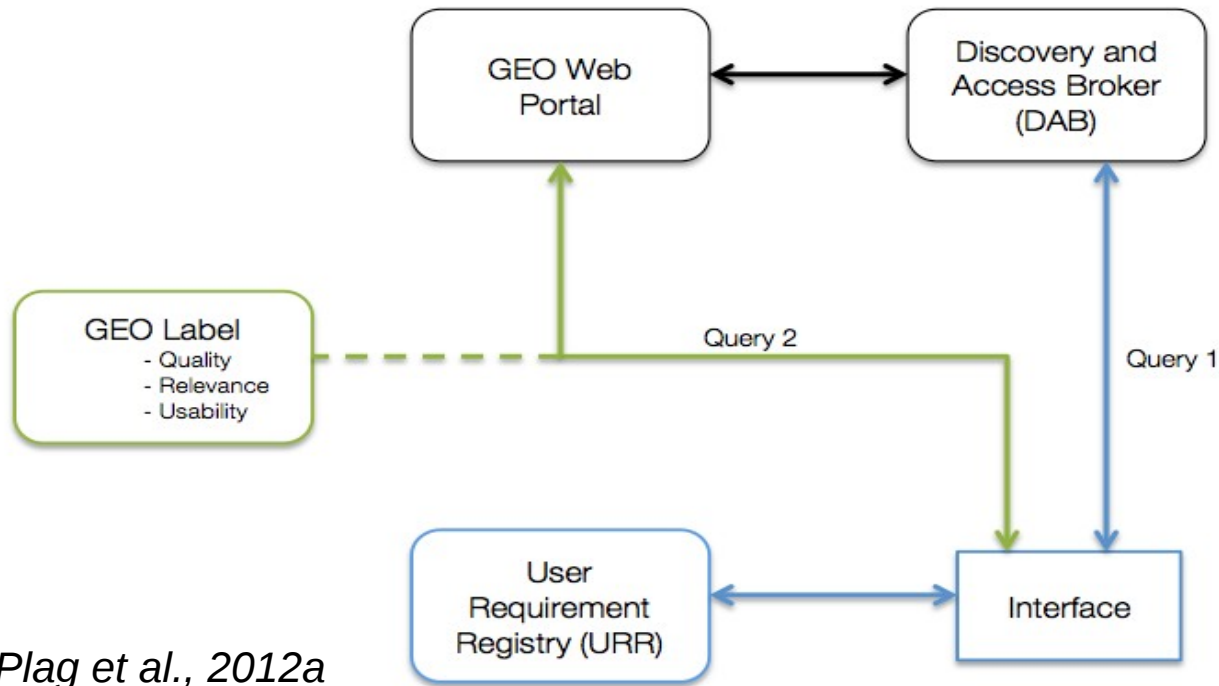 GEO Web
Portal
Discovery and
Access Broker
(DAB)
GEO Label
- Quality
- Relevance
- Usability
Query 2
Query 1
User
Requirement
Registry (URR)
Interface
Plag et al., 2012a